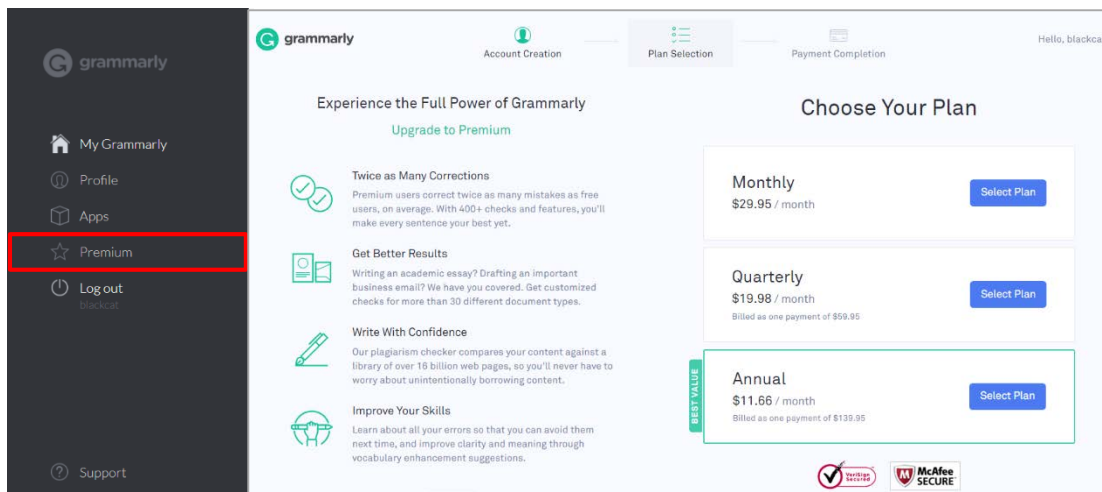 grammarly
My Grammarly
Profile
Apps
Premium
Log out
blackcat
Support
grammarly
Account Creation
Plan Selection
Payment Completion
Hello, blackca
Experience the Full Power of Grammarly
Upgrade to Premium
Twice as Many Corrections
Premium users correct twice as many mistakes as free
users, on average. With 400+ checks and features, you'll
make every sentence your best yet.
Get Better Results
Writing an academic essay? Drafting an important
business email? We have you covered. Get customized
checks for more than 30 different document types.
Write With Confidence
Our plagiarism checker compares your content against a
library of over 16 billion web pages, so you'll never have to
worry about unintentionally borrowing content.
Improve Your Skills
Learn about all your errors so that you can avoid them
next time, and improve clarity and meaning through
vocabulary enhancement suggestions.
Choose Your Plan
Monthly
$29.95 / month
Select Plan
Quarterly
$19.98 / month
Billed as one payment of $59.95
Select Plan
BEST VALUE
Annual
$11.66 / month
Billed as one payment of $139.95
Select Plan
VeriSign
Secured
McAfee
SECURE